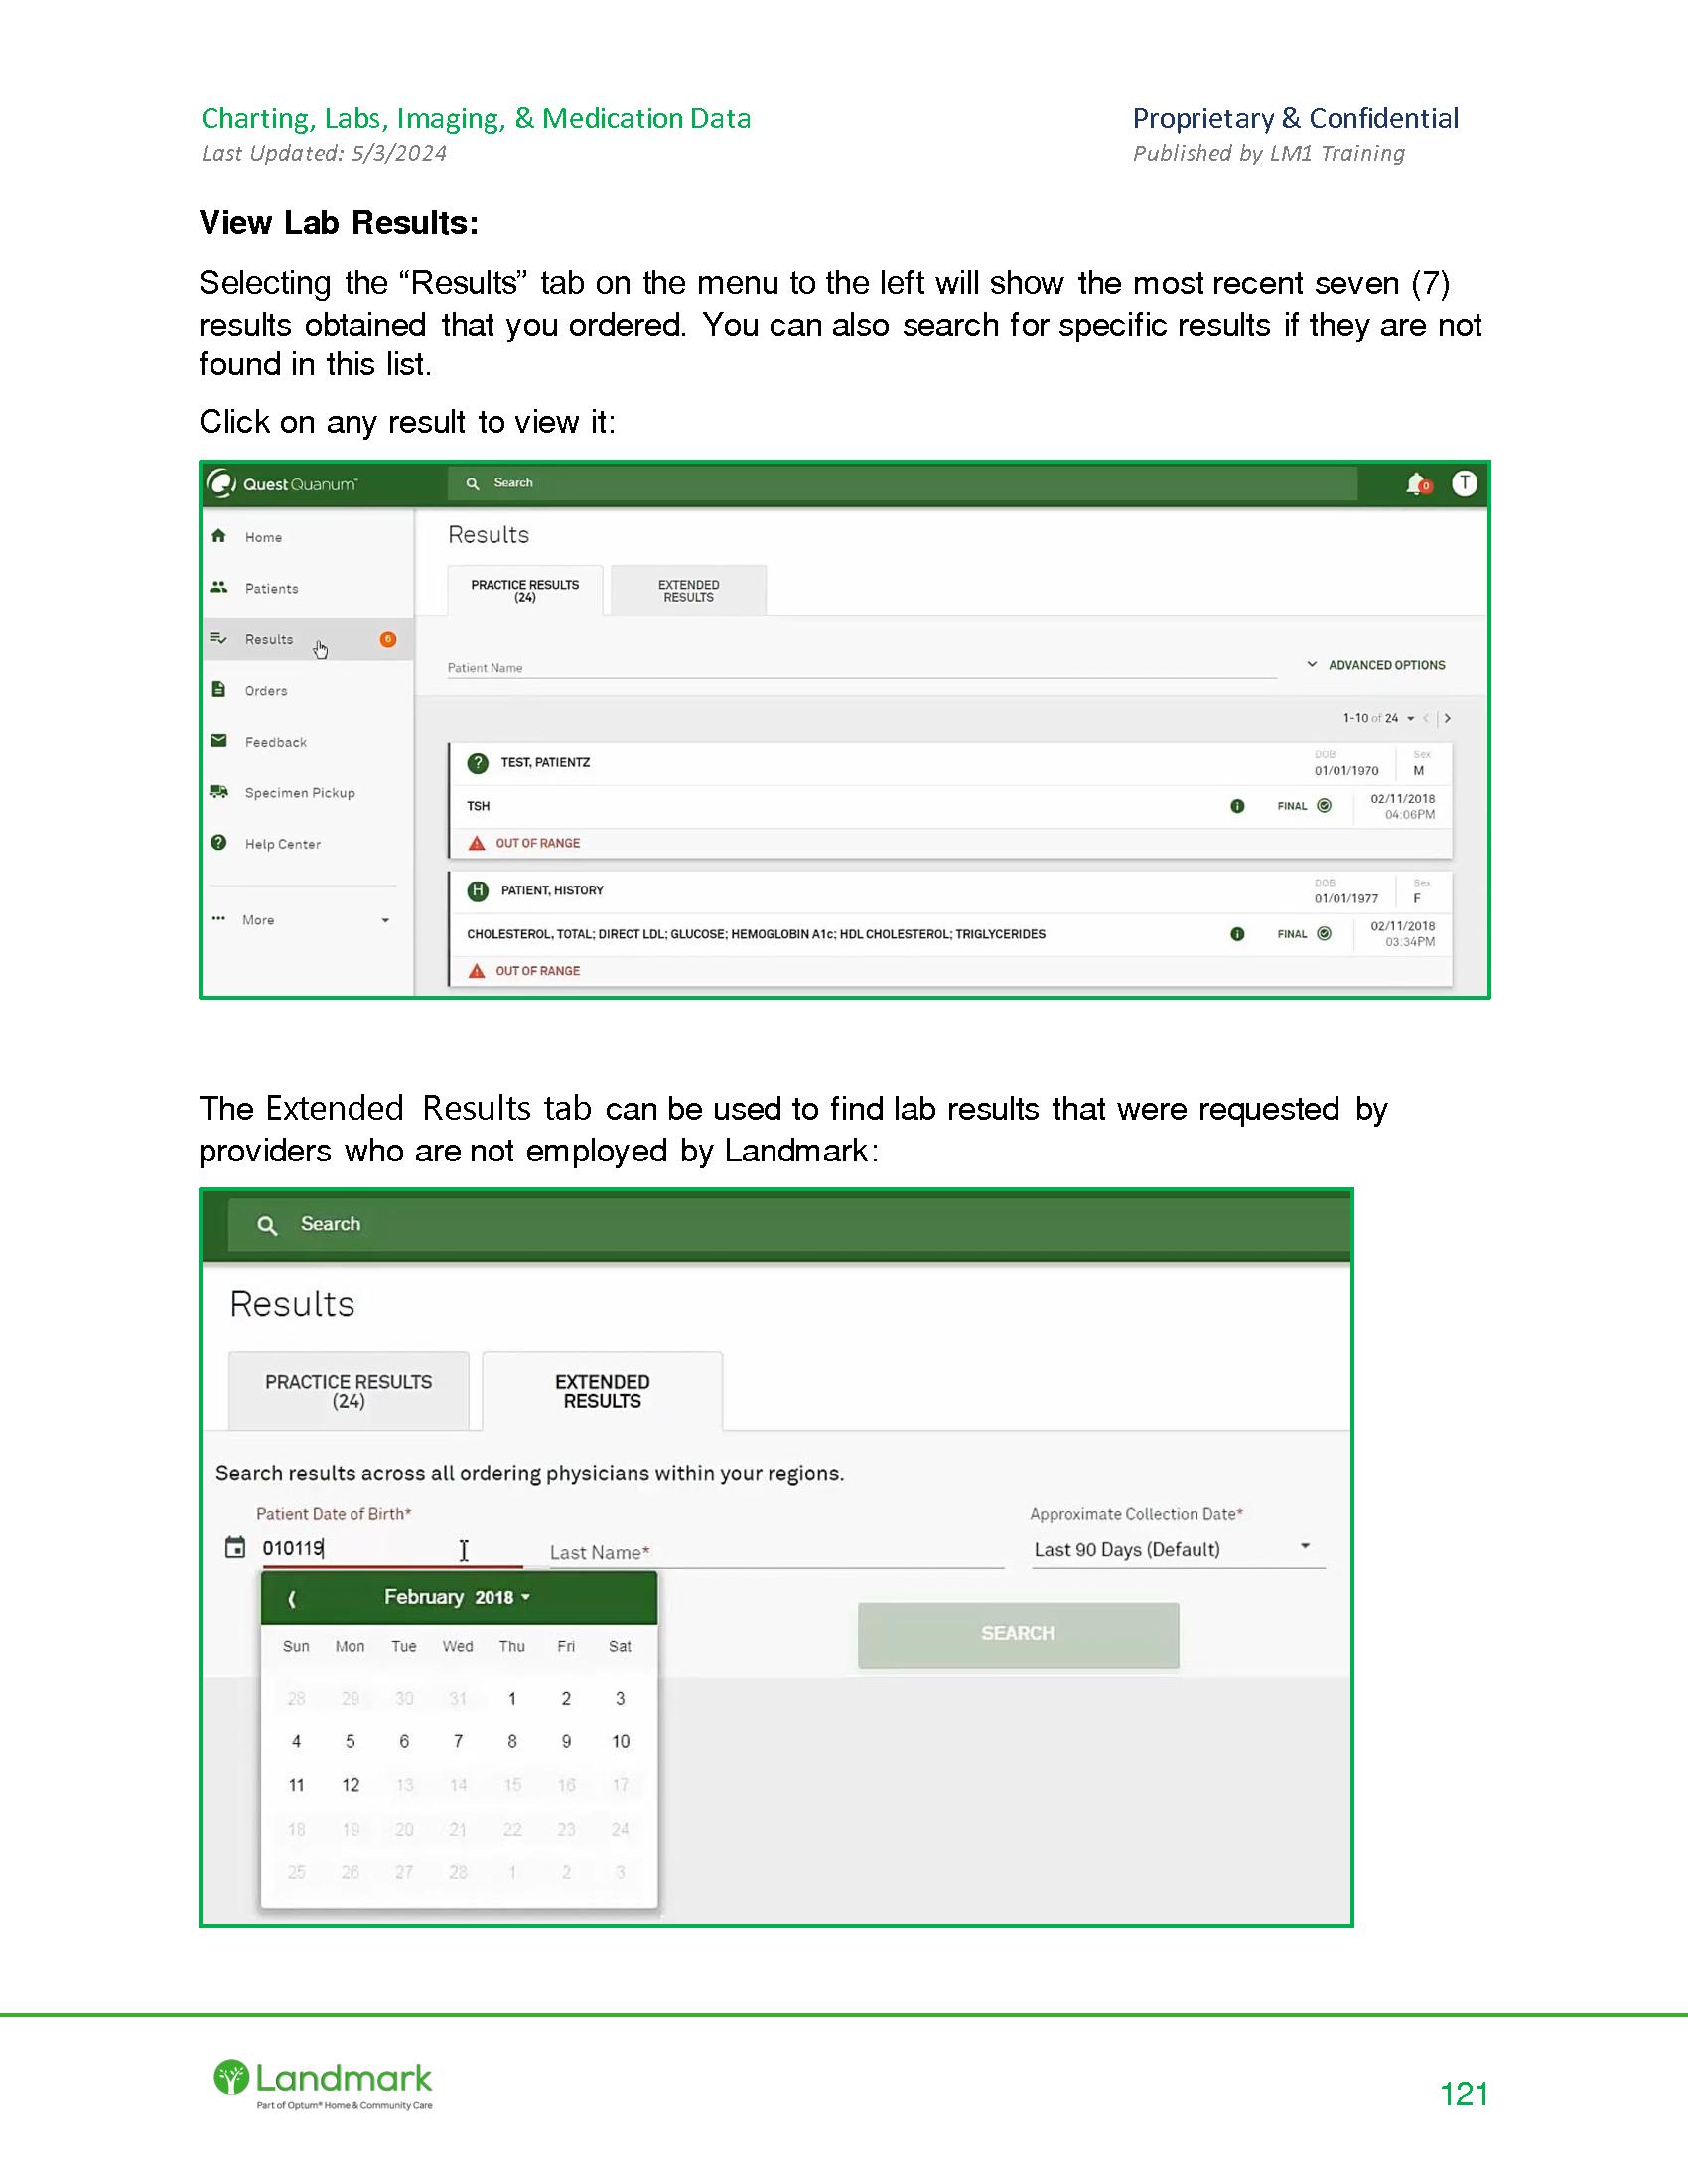 Charting, Labs, Imaging, & Medication Data
Proprietary & Confidential
Last Updated: 5/3/2024
Published by LM1 Training
View Lab Results:
Selecting the “Results” tab on the menu to the left will show the most recent seven (7)
results obtained that you ordered. You can also search for specific results if they are not
found in this list.
Click on any result to view it:
Quest Quanum™
Search
0
T
Home
Patients
Results
6
Orders
Feedback
Specimen Pickup
Help Center
More
Results
PRACTICE RESULTS
(24)
EXTENDED
RESULTS
Patient Name
ADVANCED OPTIONS
1-10 of 24
? TEST, PATIENTZ
DOB
01/01/1970
Sex
M
TSH
FINAL
02/11/2018
04:06PM
OUT OF RANGE
H PATIENT, HISTORY
DOB
01/01/1977
Sex
F
CHOLESTEROL, TOTAL; DIRECT LDL; GLUCOSE; HEMOGLOBIN A1c; HDL CHOLESTEROL; TRIGLYCERIDES
FINAL
02/11/2018
03:34PM
OUT OF RANGE
The Extended Results tab can be used to find lab results that were requested by
providers who are not employed by Landmark:
Search
Results
PRACTICE RESULTS
(24)
EXTENDED
RESULTS
Search results across all ordering physicians within your regions.
Patient Date of Birth*
010119
Last Name*
Approximate Collection Date*
Last 90 Days (Default)
SEARCH
February 2018
Sun Mon Tue Wed Thu Fri Sat
28 29 30 31 1 2 3
4 5 6 7 8 9 10
11 12 13 14 15 16 17
18 19 20 21 22 23 24
25 26 27 28 1 2 3
Landmark
Part of Optum® Home & Community Care
121